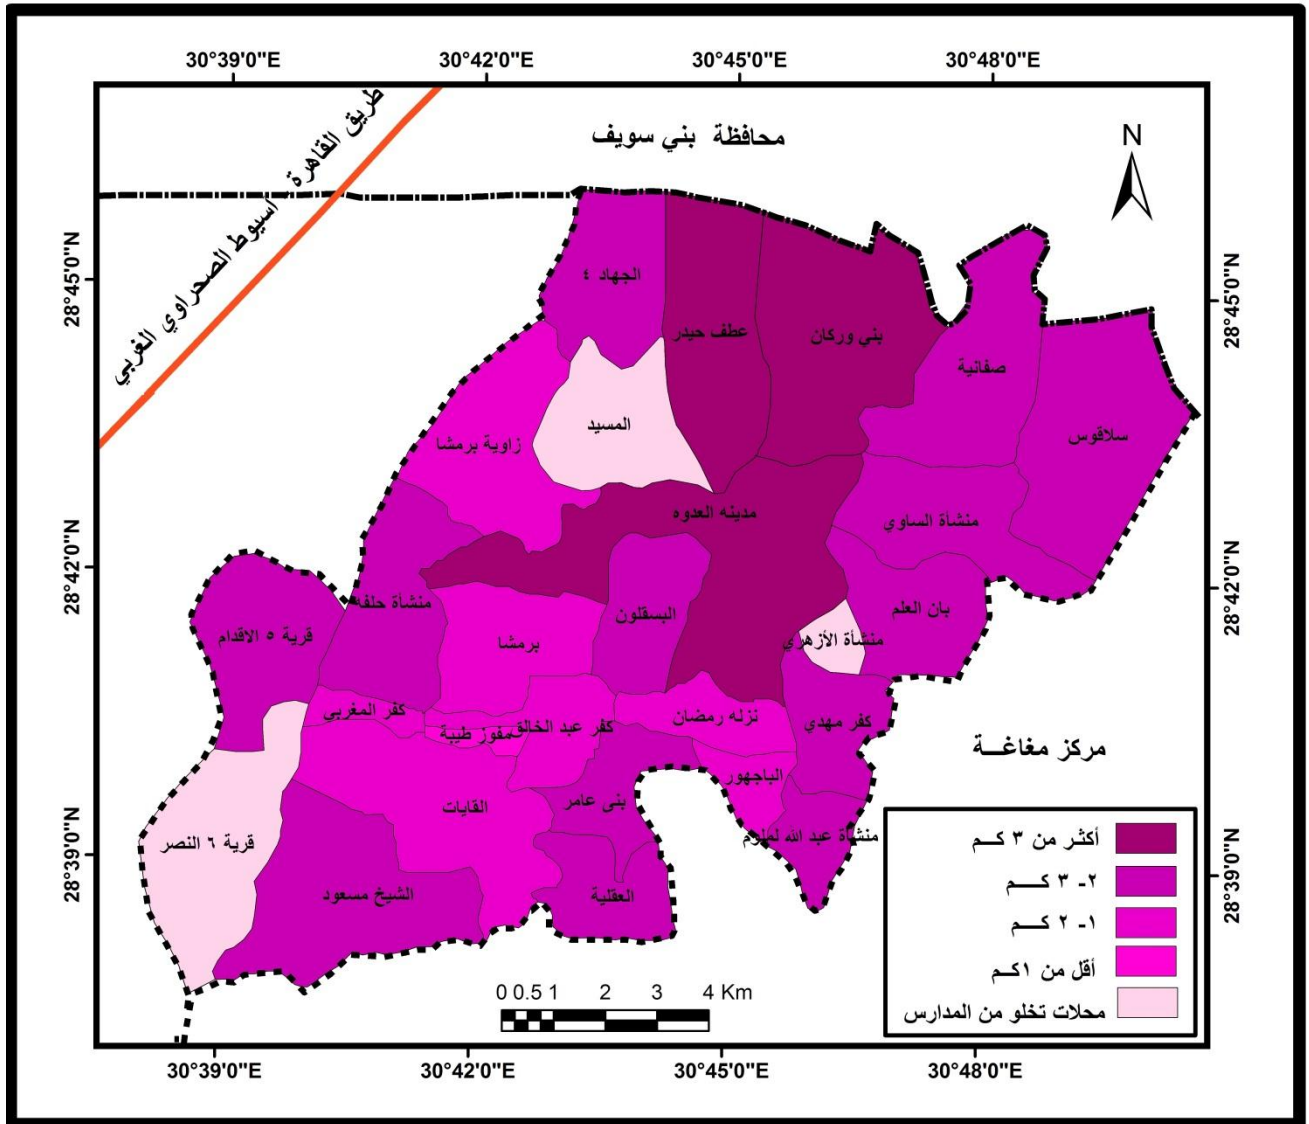 30°39'0"E
30°42'0"E
30°45'0"E
30°48'0"E
محافظة بني سويف
N
طريق القاهرة - أسيوط الصحراوي الغربي
28°45'0"N
28°45'0"N
الجهاد ٤
عطف حيدر
بني وركان
صفانية
سلاقوس
المسيد
زاوية برمشا
مدينه العدوه
منشأة الساوي
28°42'0"N
28°42'0"N
منشأة حلفه
البسقلون
بان العلم
قرية ٥ الاقدام
برمشا
منشأة الأزهري
كفر المغربي
مفوز طيبة
كفر عبد الخالق
نزله رمضان
كفر مهدي
مركز مغاغــة
الباجهور
القايات
بنى عامر
منشاة عبد الله لملوم
قرية ٦ النصر
28°39'0"N
28°39'0"N
الشيخ مسعود
العقلية
أكثر من ٣ كــم
٢- ٣ كــــم
١- ٢ كـــم
أقل من ١كــم
محلات تخلو من المدارس
0 0.5 1 2 3 4 Km
30°39'0"E
30°42'0"E
30°45'0"E
30°48'0"E